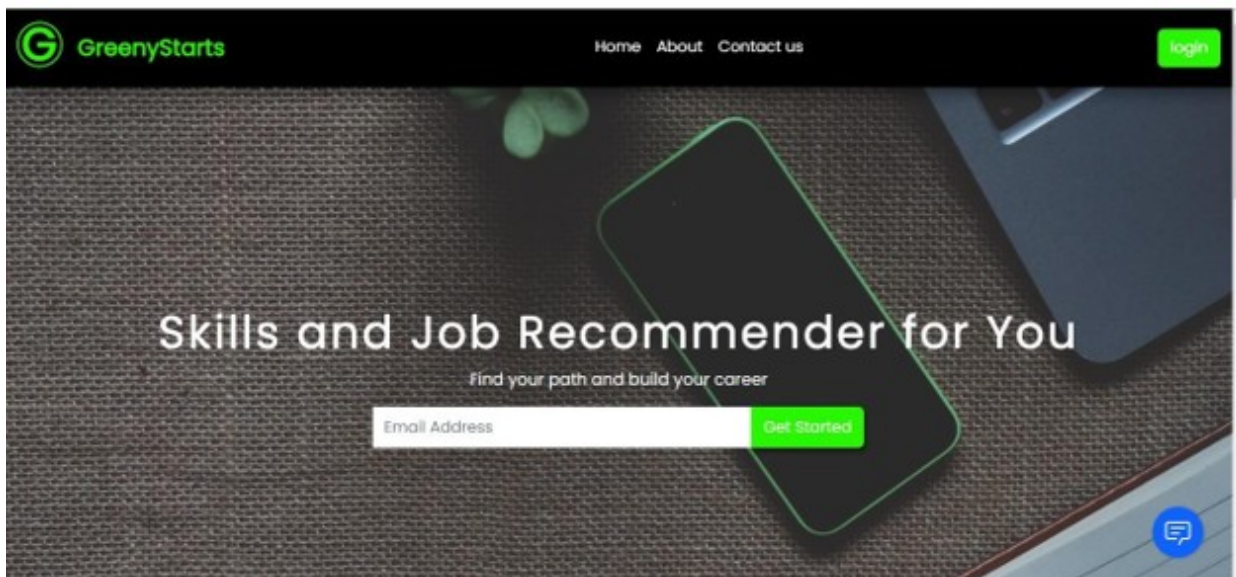 G GreenyStarts
Home About Contact us
login
Skills and Job Recommender for You
Find your path and build your career
Email Address
Get Started